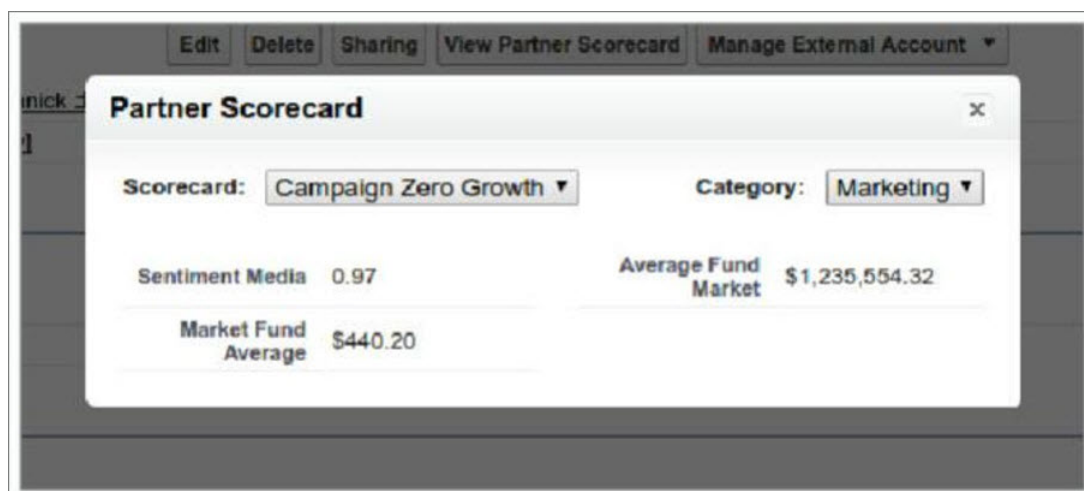 Edit Delete Sharing View Partner Scorecard Manage External Account
Partner Scorecard
Scorecard: Campaign Zero Growth Category: Marketing
Sentiment Media 0.97 Average Fund Market $1,235,554.32
Market Fund Average $440.20